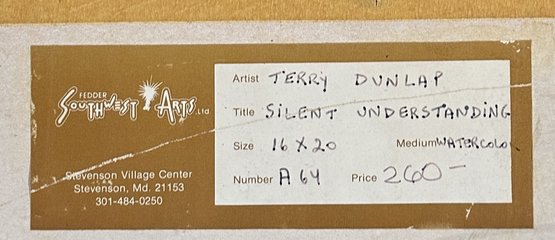 FEDDER
SOUTHWEST ARTS, Ltd
Stevenson Village Center
Stevenson, Md. 21153
301-484-0250
Artist TERRY DUNLAP
Title SILENT UNDERSTANDING
Size 16 X 20 Medium WATERCOLO
Number A 64 Price 260 —